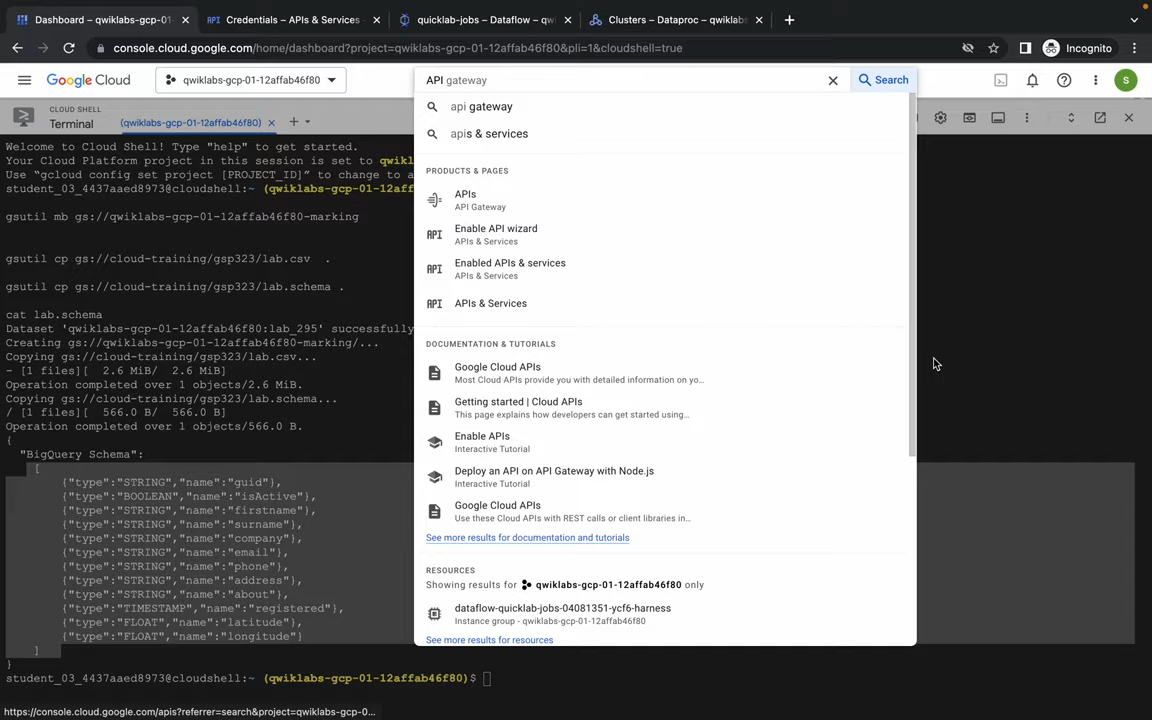 Dashboard – qwiklabs-gcp-01-12
Credentials – APIs & Services
quicklab-jobs – Dataflow – qwi
Clusters – Dataproc – qwiklabs
console.cloud.google.com/home/dashboard?project=qwiklabs-gcp-01-12affab46f80&pli=1&cloudshell=true
Incognito
Google Cloud
qwiklabs-gcp-01-12affab46f80
API gateway
Search
S
CLOUD SHELL
Terminal
(qwiklabs-gcp-01-12affab46f80)
Welcome to Cloud Shell! Type "help" to get started.
Your Cloud Platform project in this session is set to qwikl
Use "gcloud config set project [PROJECT_ID]" to change to a
student_03_4437aaed8973@cloudshell:~ (qwiklabs-gcp-01-12aff
gsutil mb gs://qwiklabs-gcp-01-12affab46f80-marking
gsutil cp gs://cloud-training/gsp323/lab.csv  .
gsutil cp gs://cloud-training/gsp323/lab.schema .
cat lab.schema
Dataset 'qwiklabs-gcp-01-12affab46f80:lab_295' successfully
Creating gs://qwiklabs-gcp-01-12affab46f80-marking/...
Copying gs://cloud-training/gsp323/lab.csv...
- [1 files][  2.6 MiB/  2.6 MiB]
Operation completed over 1 objects/2.6 MiB.
Copying gs://cloud-training/gsp323/lab.schema...
/ [1 files][  566.0 B/  566.0 B]
Operation completed over 1 objects/566.0 B.
{
"BigQuery Schema":
[
{"type":"STRING","name":"guid"},
{"type":"BOOLEAN","name":"isActive"},
{"type":"STRING","name":"firstname"},
{"type":"STRING","name":"surname"},
{"type":"STRING","name":"company"},
{"type":"STRING","name":"email"},
{"type":"STRING","name":"phone"},
{"type":"STRING","name":"address"},
{"type":"STRING","name":"about"},
{"type":"TIMESTAMP","name":"registered"},
{"type":"FLOAT","name":"latitude"},
{"type":"FLOAT","name":"longitude"}
]
}
student_03_4437aaed8973@cloudshell:~ (qwiklabs-gcp-01-12affab46f80)$
api gateway
apis & services
PRODUCTS & PAGES
APIs
API Gateway
API
Enable API wizard
APIs & Services
API
Enabled APIs & services
APIs & Services
API
APIs & Services
DOCUMENTATION & TUTORIALS
Google Cloud APIs
Most Cloud APIs provide you with detailed information on yo...
Getting started | Cloud APIs
This page explains how developers can get started using...
Enable APIs
Interactive Tutorial
Deploy an API on API Gateway with Node.js
Interactive Tutorial
Google Cloud APIs
Use these Cloud APIs with REST calls or client libraries in...
See more results for documentation and tutorials
RESOURCES
Showing results for qwiklabs-gcp-01-12affab46f80 only
dataflow-quicklab-jobs-04081351-ycf6-harness
Instance group - qwiklabs-gcp-01-12affab46f80
See more results for resources
https://console.cloud.google.com/apis?referrer=search&project=qwiklabs-gcp-0...